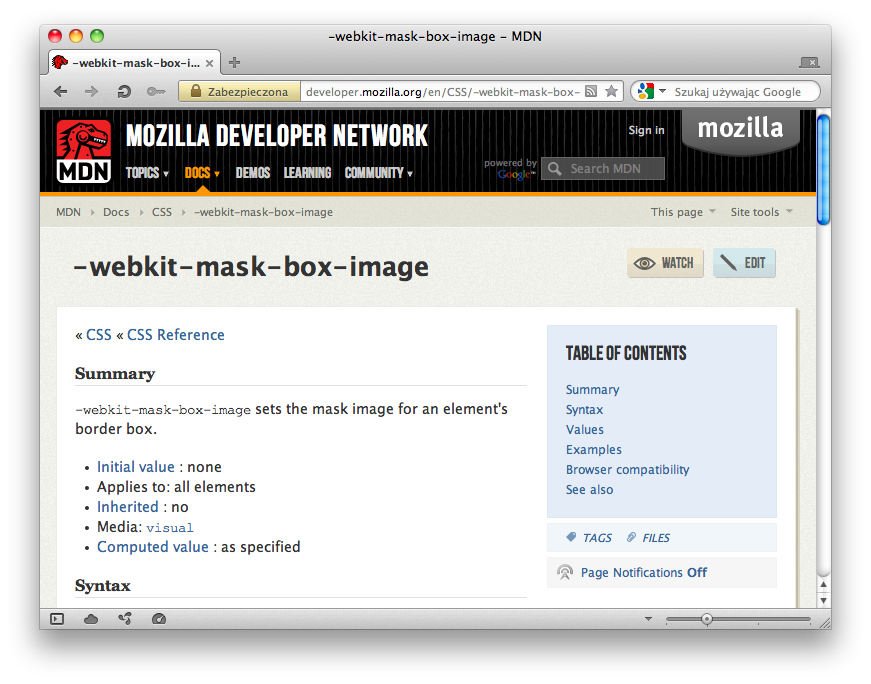 -webkit-mask-box-image – MDN
-webkit-mask-box-i...
Zabezpieczona
developer.mozilla.org/en/CSS/-webkit-mask-box-
Szukaj używając Google
MDN
MOZILLA DEVELOPER NETWORK
Sign in
mozilla
TOPICS ▾ DOCS ▾ DEMOS LEARNING COMMUNITY ▾
powered by
Google™
Search MDN
MDN › Docs › CSS › -webkit-mask-box-image
This page Site tools
-webkit-mask-box-image
WATCH
EDIT
« CSS « CSS Reference
Summary
-webkit-mask-box-image sets the mask image for an element's
border box.
• Initial value : none
• Applies to: all elements
• Inherited : no
• Media: visual
• Computed value : as specified
Syntax
TABLE OF CONTENTS
Summary
Syntax
Values
Examples
Browser compatibility
See also
TAGS FILES
Page Notifications Off